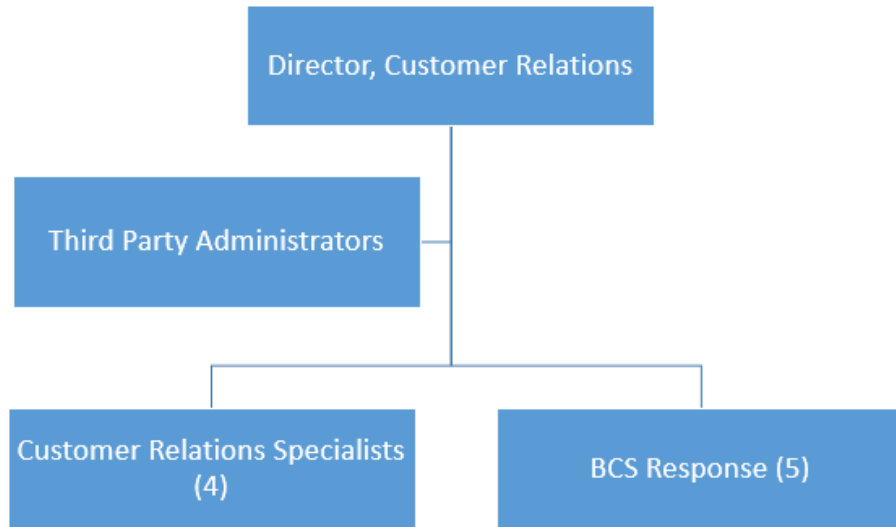 Director, Customer Relations
Third Party Administrators
Customer Relations Specialists
(4)
BCS Response (5)